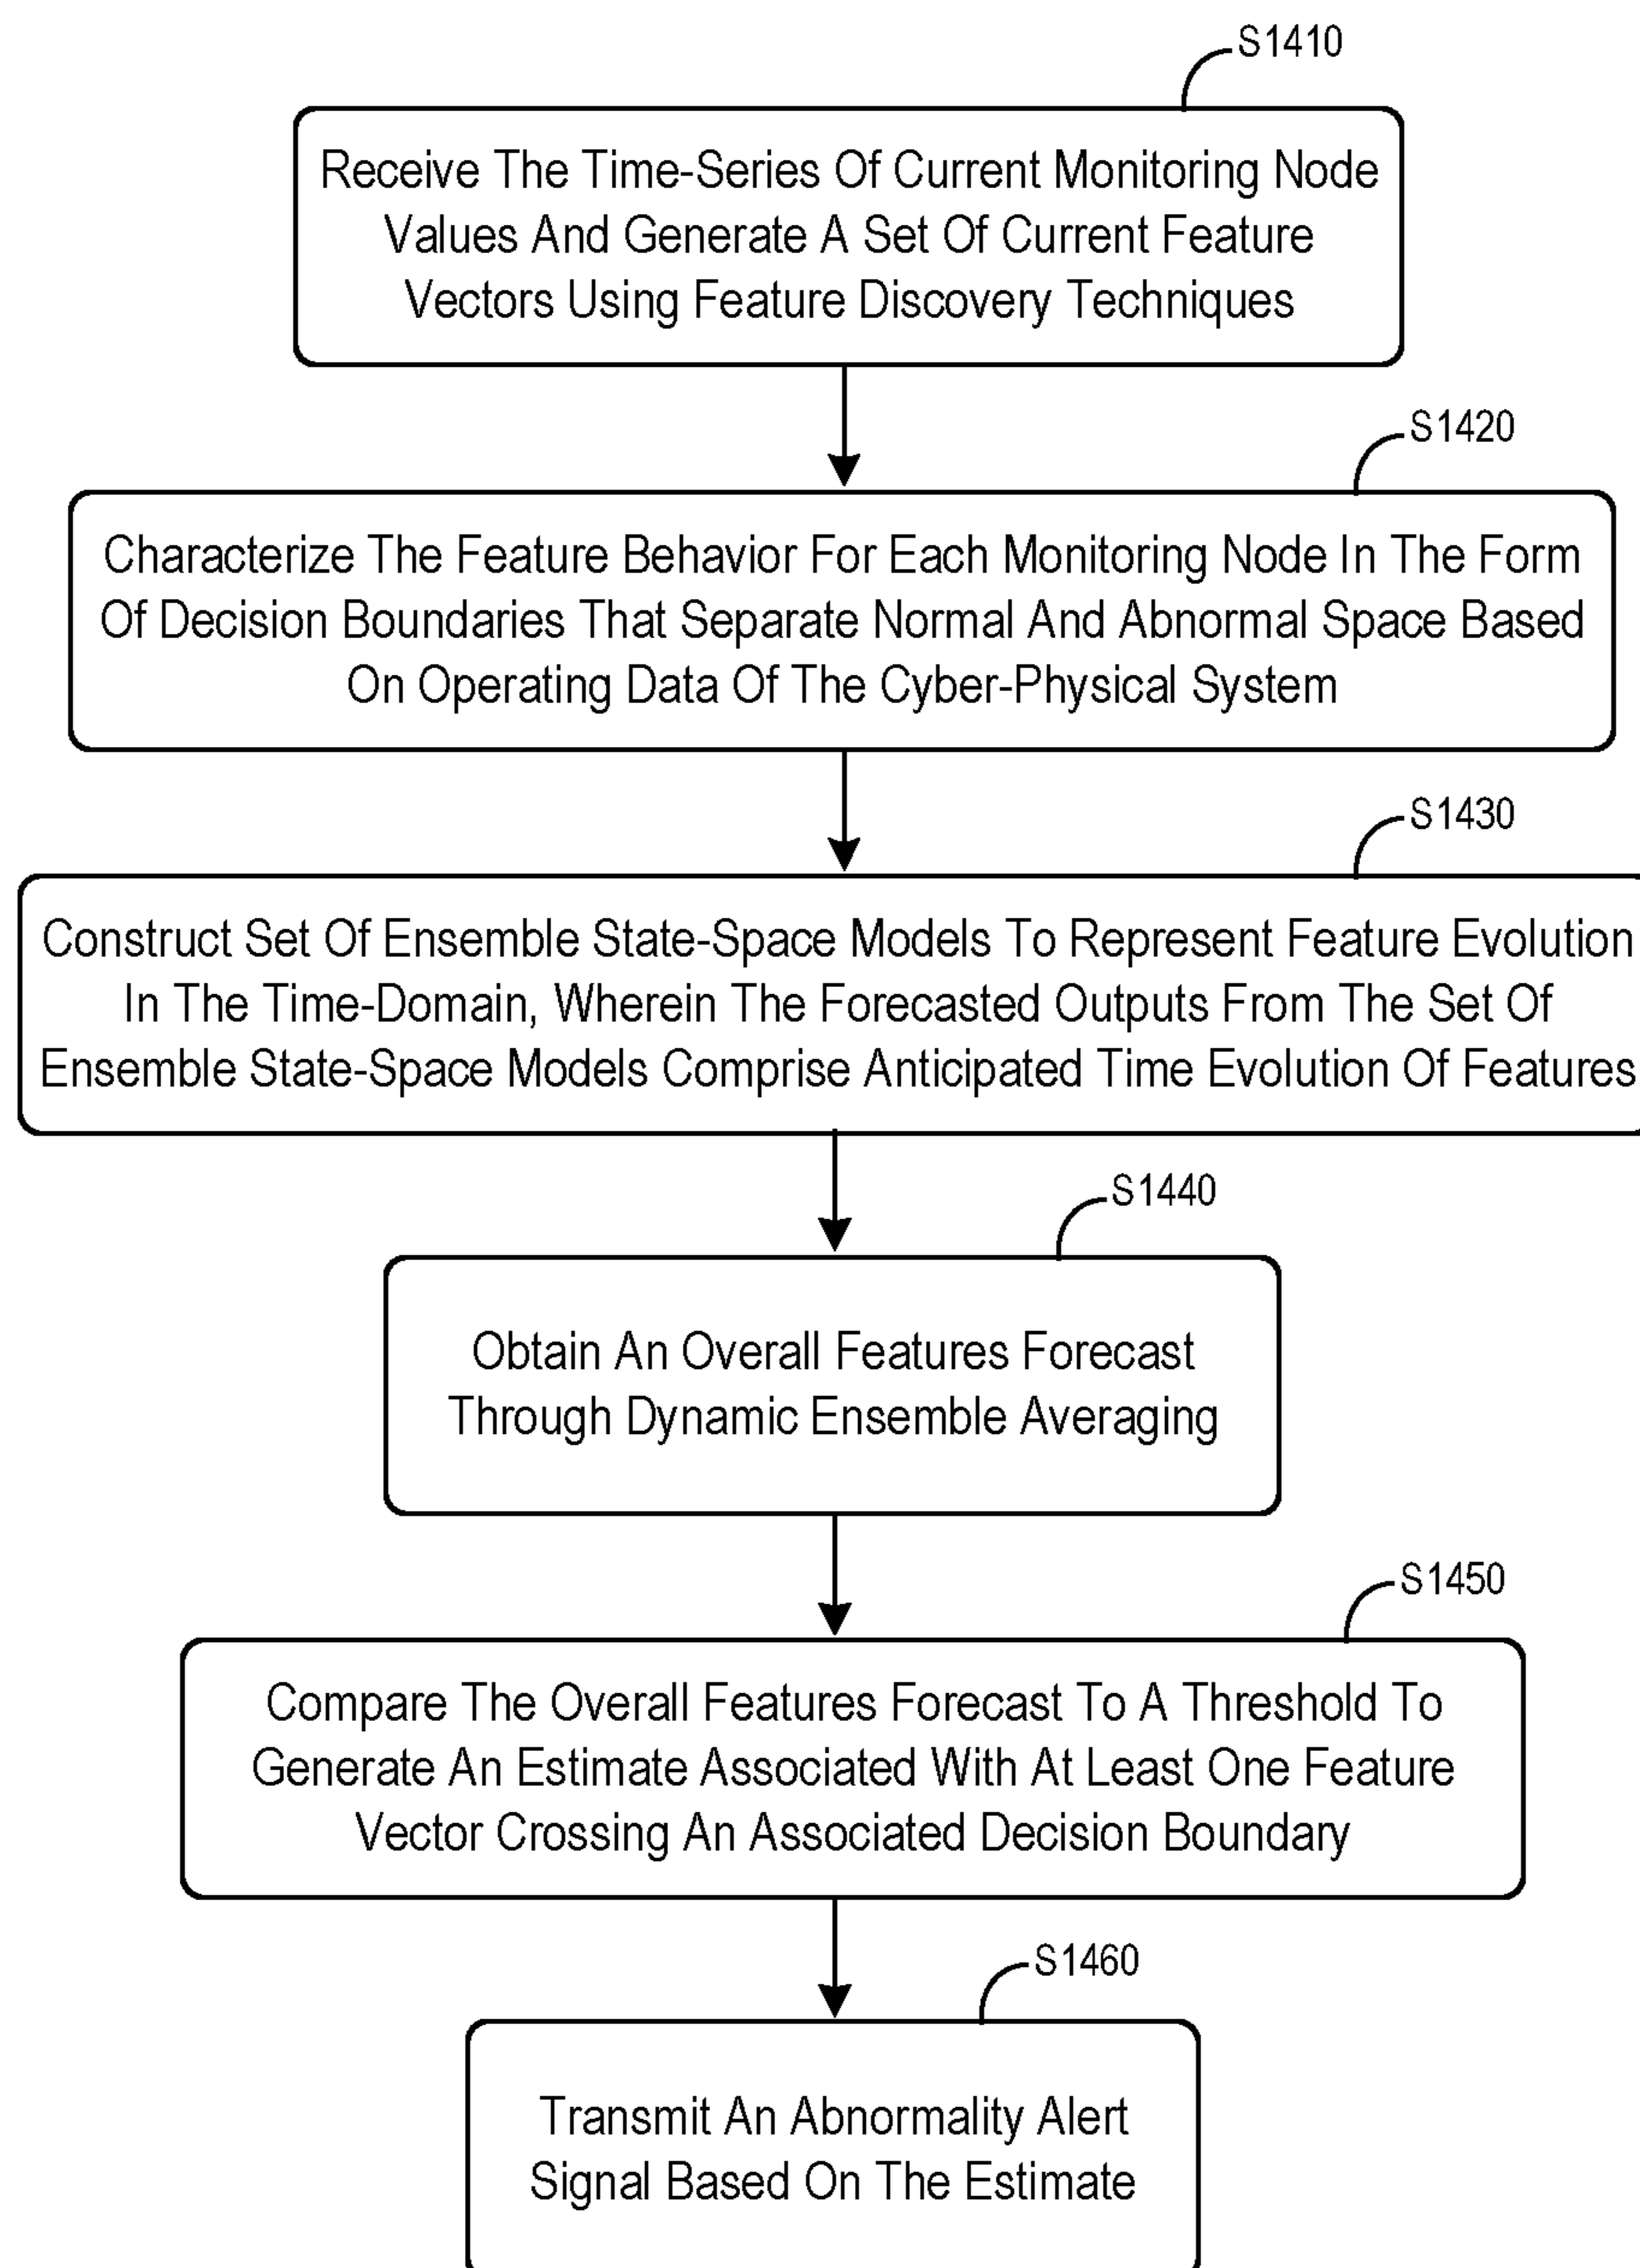 S1410
Receive The Time-Series Of Current Monitoring Node
Values And Generate A Set Of Current Feature
Vectors Using Feature Discovery Techniques
S1420
Characterize The Feature Behavior For Each Monitoring Node In The Form
Of Decision Boundaries That Separate Normal And Abnormal Space Based
On Operating Data Of The Cyber-Physical System
S1430
Construct Set Of Ensemble State-Space Models To Represent Feature Evolution
In The Time-Domain, Wherein The Forecasted Outputs From The Set Of
Ensemble State-Space Models Comprise Anticipated Time Evolution Of Features
S1440
Obtain An Overall Features Forecast
Through Dynamic Ensemble Averaging
S1450
Compare The Overall Features Forecast To A Threshold To
Generate An Estimate Associated With At Least One Feature
Vector Crossing An Associated Decision Boundary
S1460
Transmit An Abnormality Alert
Signal Based On The Estimate